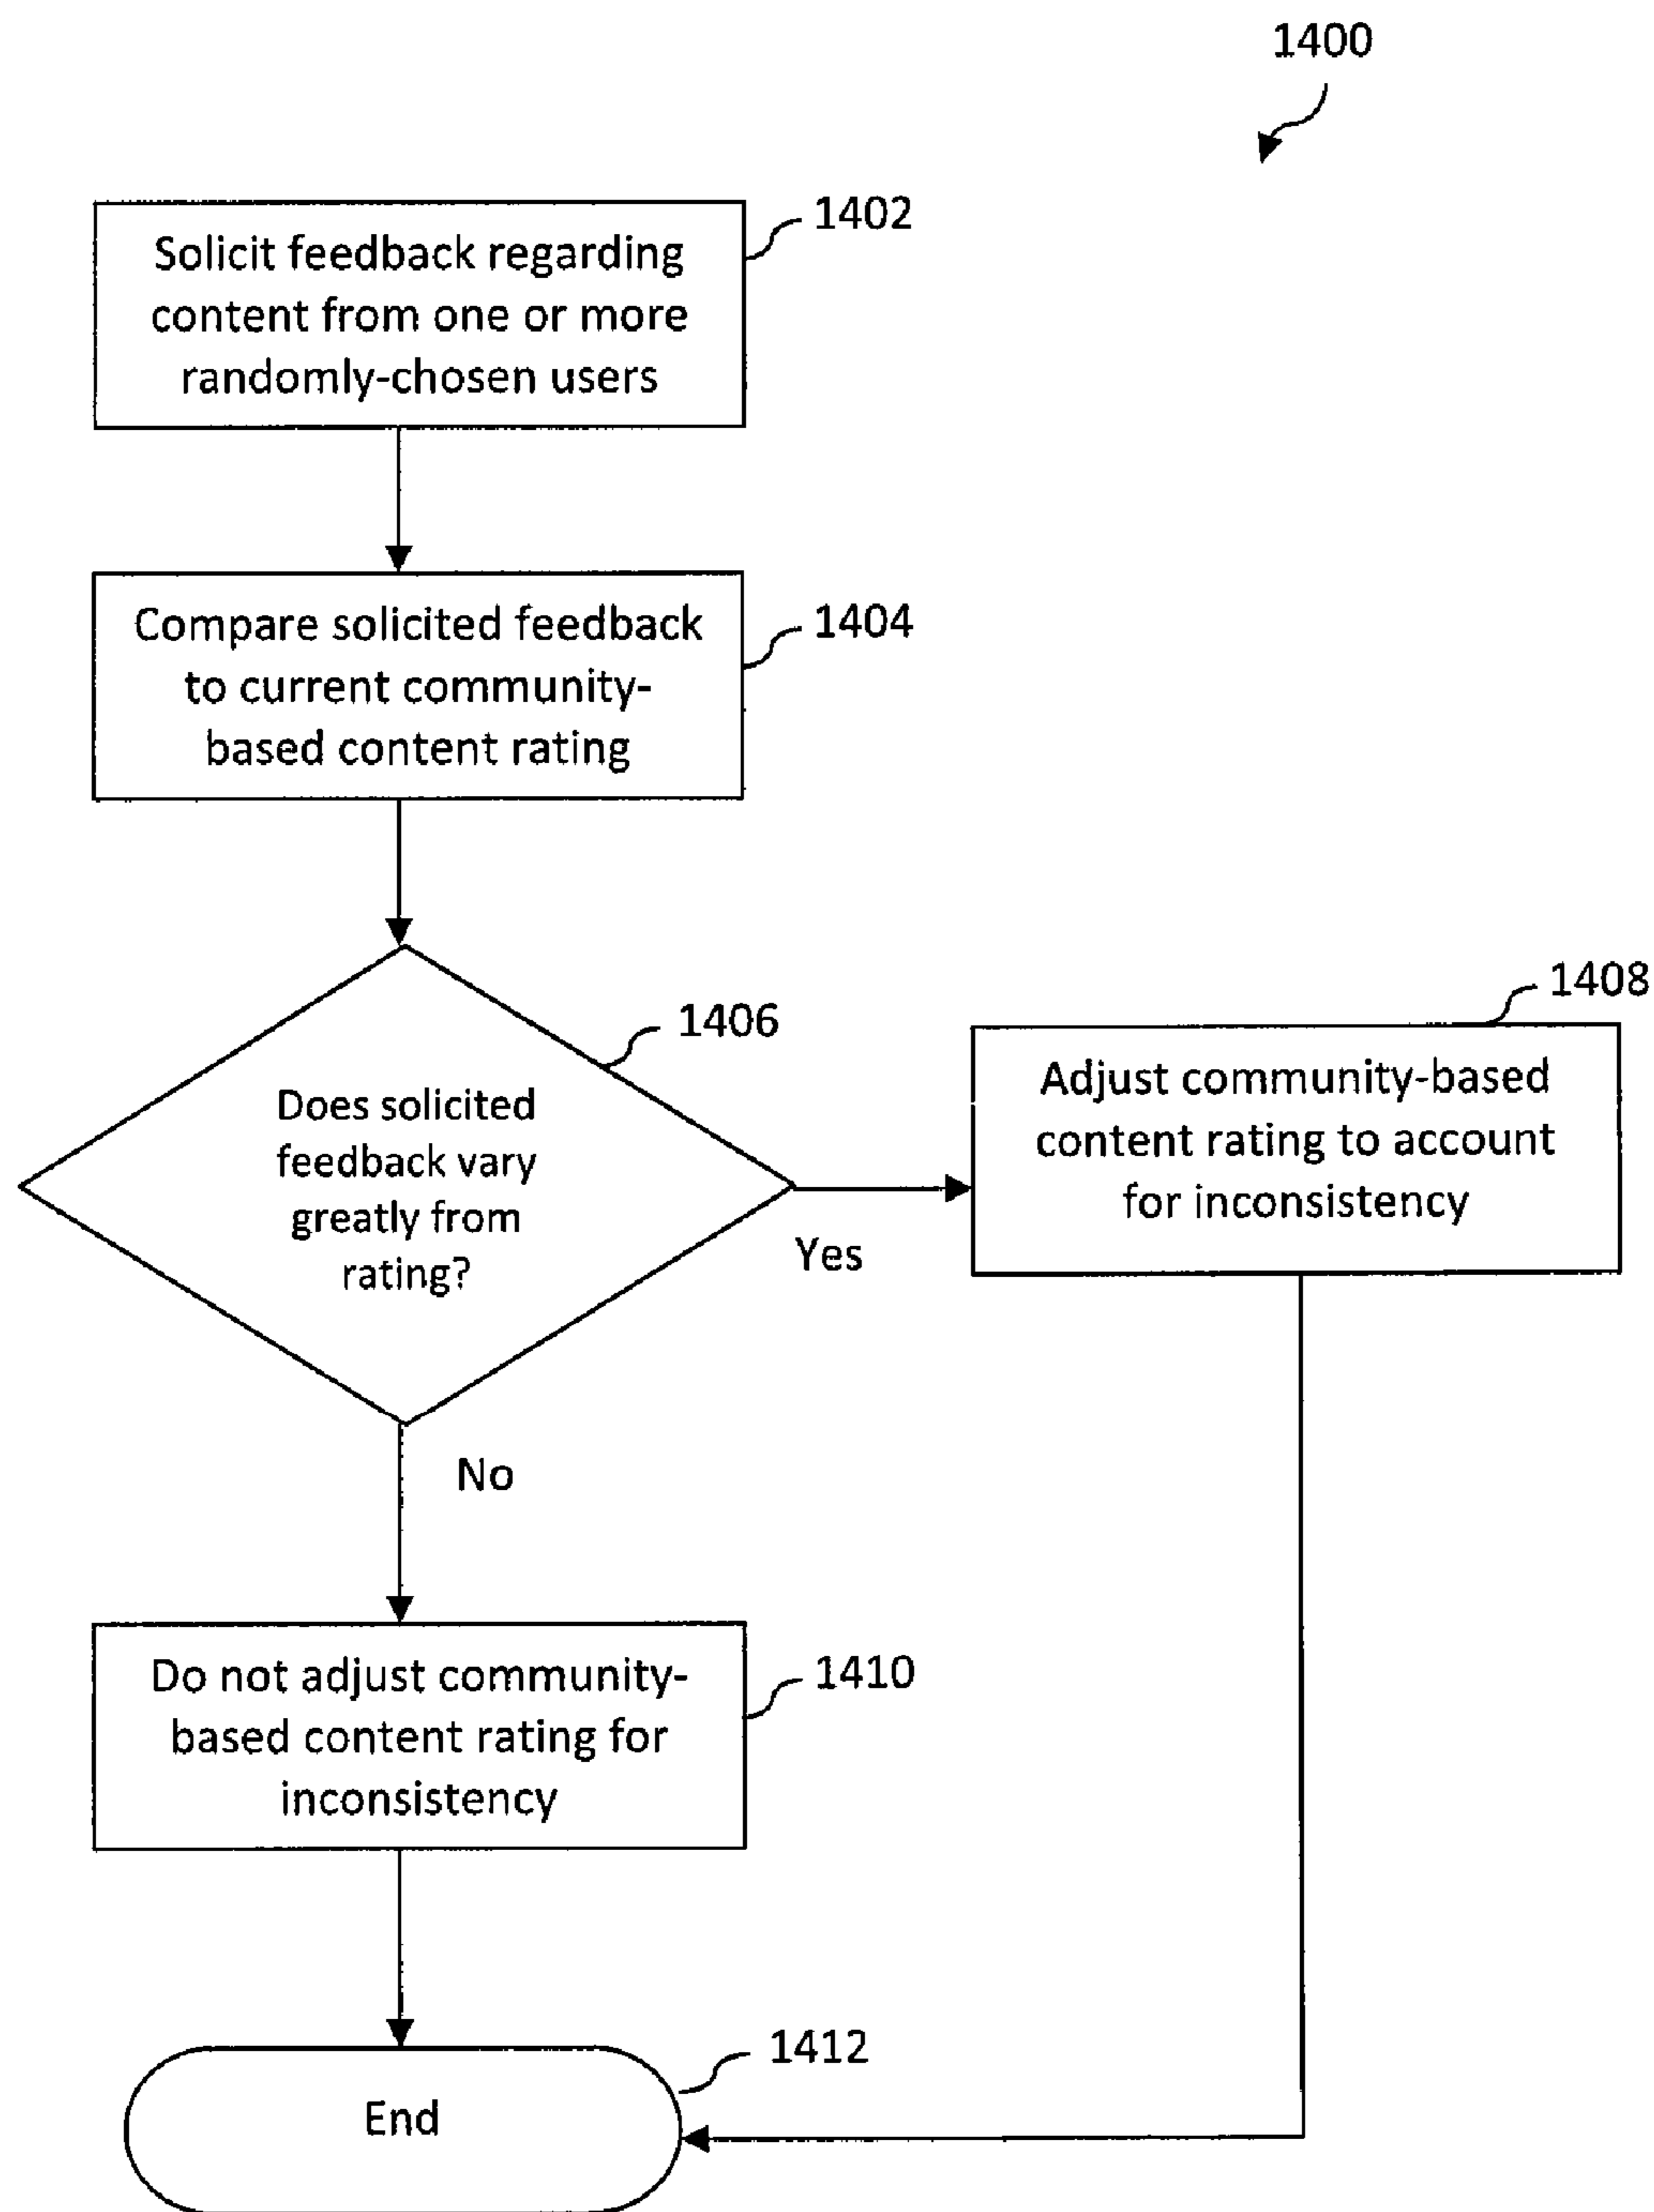 1400
1402
Solicit feedback regarding
content from one or more
randomly-chosen users
1404
Compare solicited feedback
to current community-
based content rating
1406
Does solicited
feedback vary
greatly from
rating?
Yes
1408
Adjust community-based
content rating to account
for inconsistency
No
1410
Do not adjust community-
based content rating for
inconsistency
1412
End